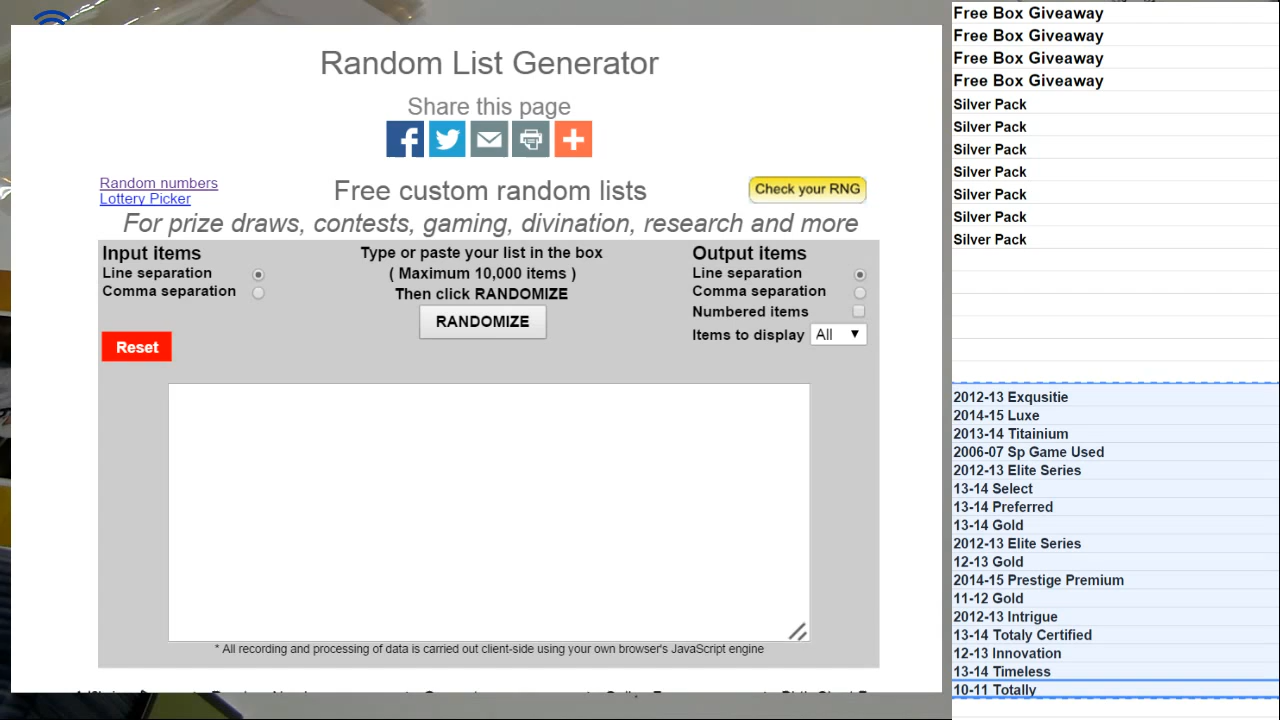 Random List Generator
Share this page
Random numbers
Lottery Picker
Free custom random lists
Check your RNG
For prize draws, contests, gaming, divination, research and more
Input items
Line separation
Comma separation
Reset
Type or paste your list in the box
( Maximum 10,000 items )
Then click RANDOMIZE
RANDOMIZE
Output items
Line separation
Comma separation
Numbered items
Items to display All
* All recording and processing of data is carried out client-side using your own browser's JavaScript engine
Free Box Giveaway
Free Box Giveaway
Free Box Giveaway
Free Box Giveaway
Silver Pack
Silver Pack
Silver Pack
Silver Pack
Silver Pack
Silver Pack
Silver Pack
2012-13 Exqusitie
2014-15 Luxe
2013-14 Titainium
2006-07 Sp Game Used
2012-13 Elite Series
13-14 Select
13-14 Preferred
13-14 Gold
2012-13 Elite Series
12-13 Gold
2014-15 Prestige Premium
11-12 Gold
2012-13 Intrigue
13-14 Totaly Certified
12-13 Innovation
13-14 Timeless
10-11 Totally